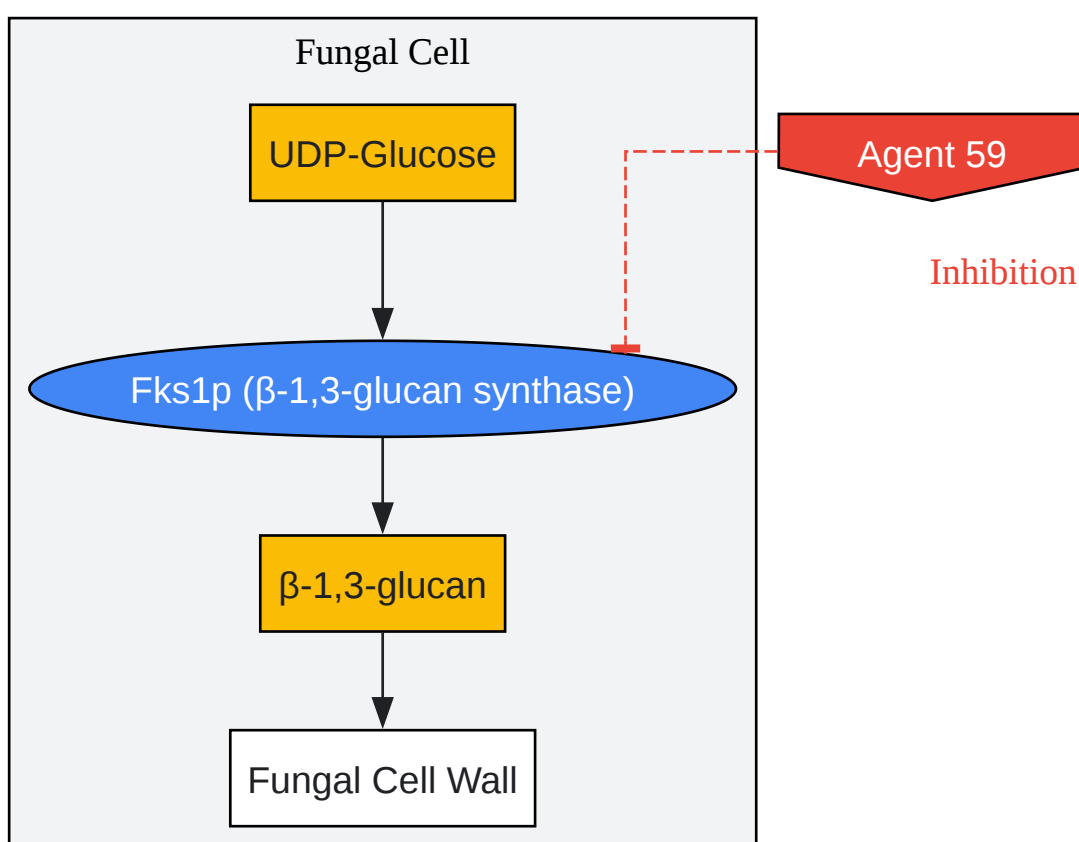 Fungal Cell
UDP-Glucose
Agent 59
Inhibition
Fks1p (β-1,3-glucan synthase)
β-1,3-glucan
Fungal Cell Wall